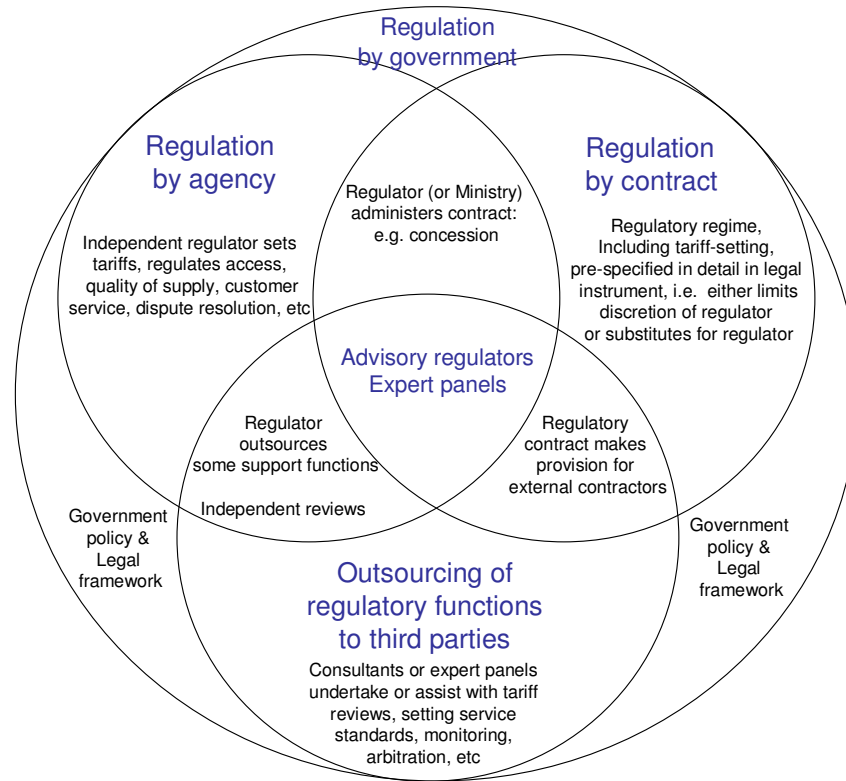 Regulation
by government
Regulation
by agency
Regulation
by contract
Regulator (or Ministry)
administers contract:
e.g. concession
Independent regulator sets
tariffs, regulates access,
quality of supply, customer
service, dispute resolution, etc
Regulatory regime,
Including tariff-setting,
pre-specified in detail in legal
instrument, i.e. either limits
discretion of regulator
or substitutes for regulator
Advisory regulators
Expert panels
Regulator
outsources
some support functions
Independent reviews
Regulatory
contract makes
provision for
external contractors
Government
policy &
Legal
framework
Government
policy &
Legal
framework
Outsourcing of
regulatory functions
to third parties
Consultants or expert panels
undertake or assist with tariff
reviews, setting service
standards, monitoring,
arbitration, etc